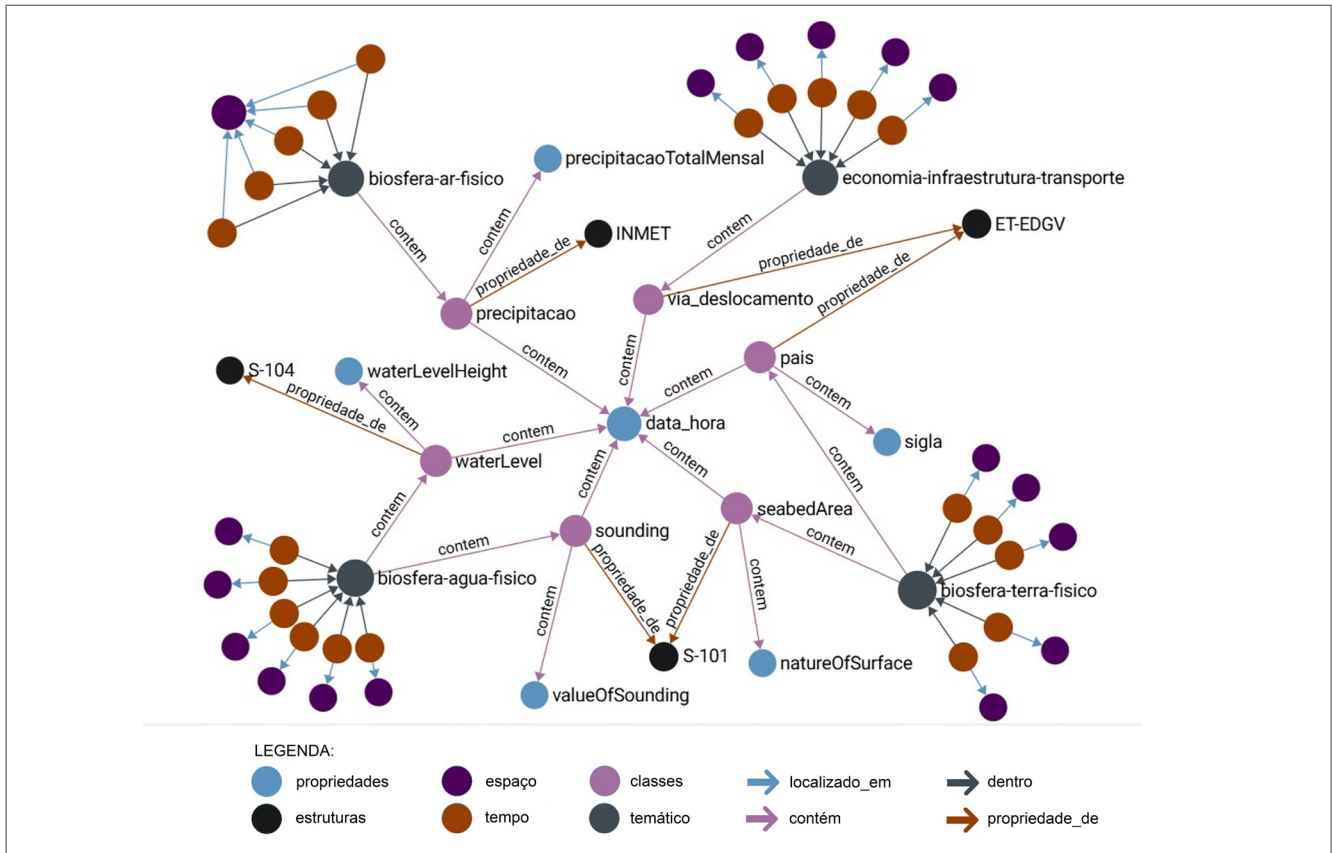 biosfera-ar-fisico
precipitacaoTotalMensal
economia-infraestrutura-transporte
contem
contem
propriedade_de
INMET
contem
propriedade_de
ET-EDGV
propriedade_de
precipitacao
via_deslocamento
contem
contem
pais
contem
contem
S-104
propriedade_de
waterLevelHeight
contem
contem
waterLevel
data_hora
sigla
contem
contem
contem
contem
contem
sounding
seabedArea
contem
biosfera-agua-fisico
propriedade_de
propriedade_de
contem
contem
biosfera-terra-fisico
S-101
natureOfSurface
valueOfSounding
LEGENDA:
propriedades espaço classes localizado_em dentro
estruturas tempo temático contém propriedade_de